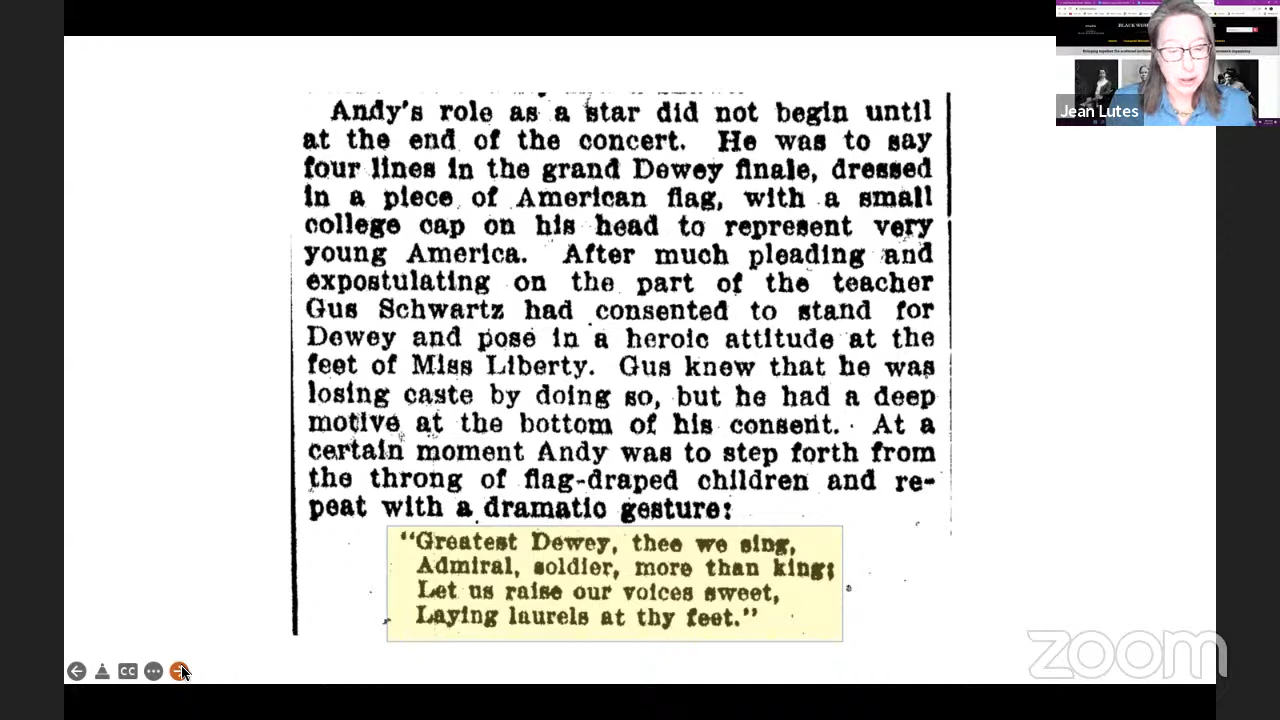 BLACK WOM
Bringing together the scattered
Jean Lutes
Andy's role as a star did not begin until
at the end of the concert. He was to say
four lines in the grand Dewey finale, dressed
in a piece of American flag, with a small
college cap on his head to represent very
young America. After much pleading and
expostulating on the part of the teacher
Gus Schwartz had consented to stand for
Dewey and pose in a heroic attitude at the
feet of Miss Liberty. Gus knew that he was
losing caste by doing so, but he had a deep
motive at the bottom of his consent. At a
certain moment Andy was to step forth from
the throng of flag-draped children and re-
peat with a dramatic gesture:
"Greatest Dewey, thee we sing,
Admiral, soldier, more than king;
Let us raise our voices sweet,
Laying laurels at thy feet."
CC
zoom